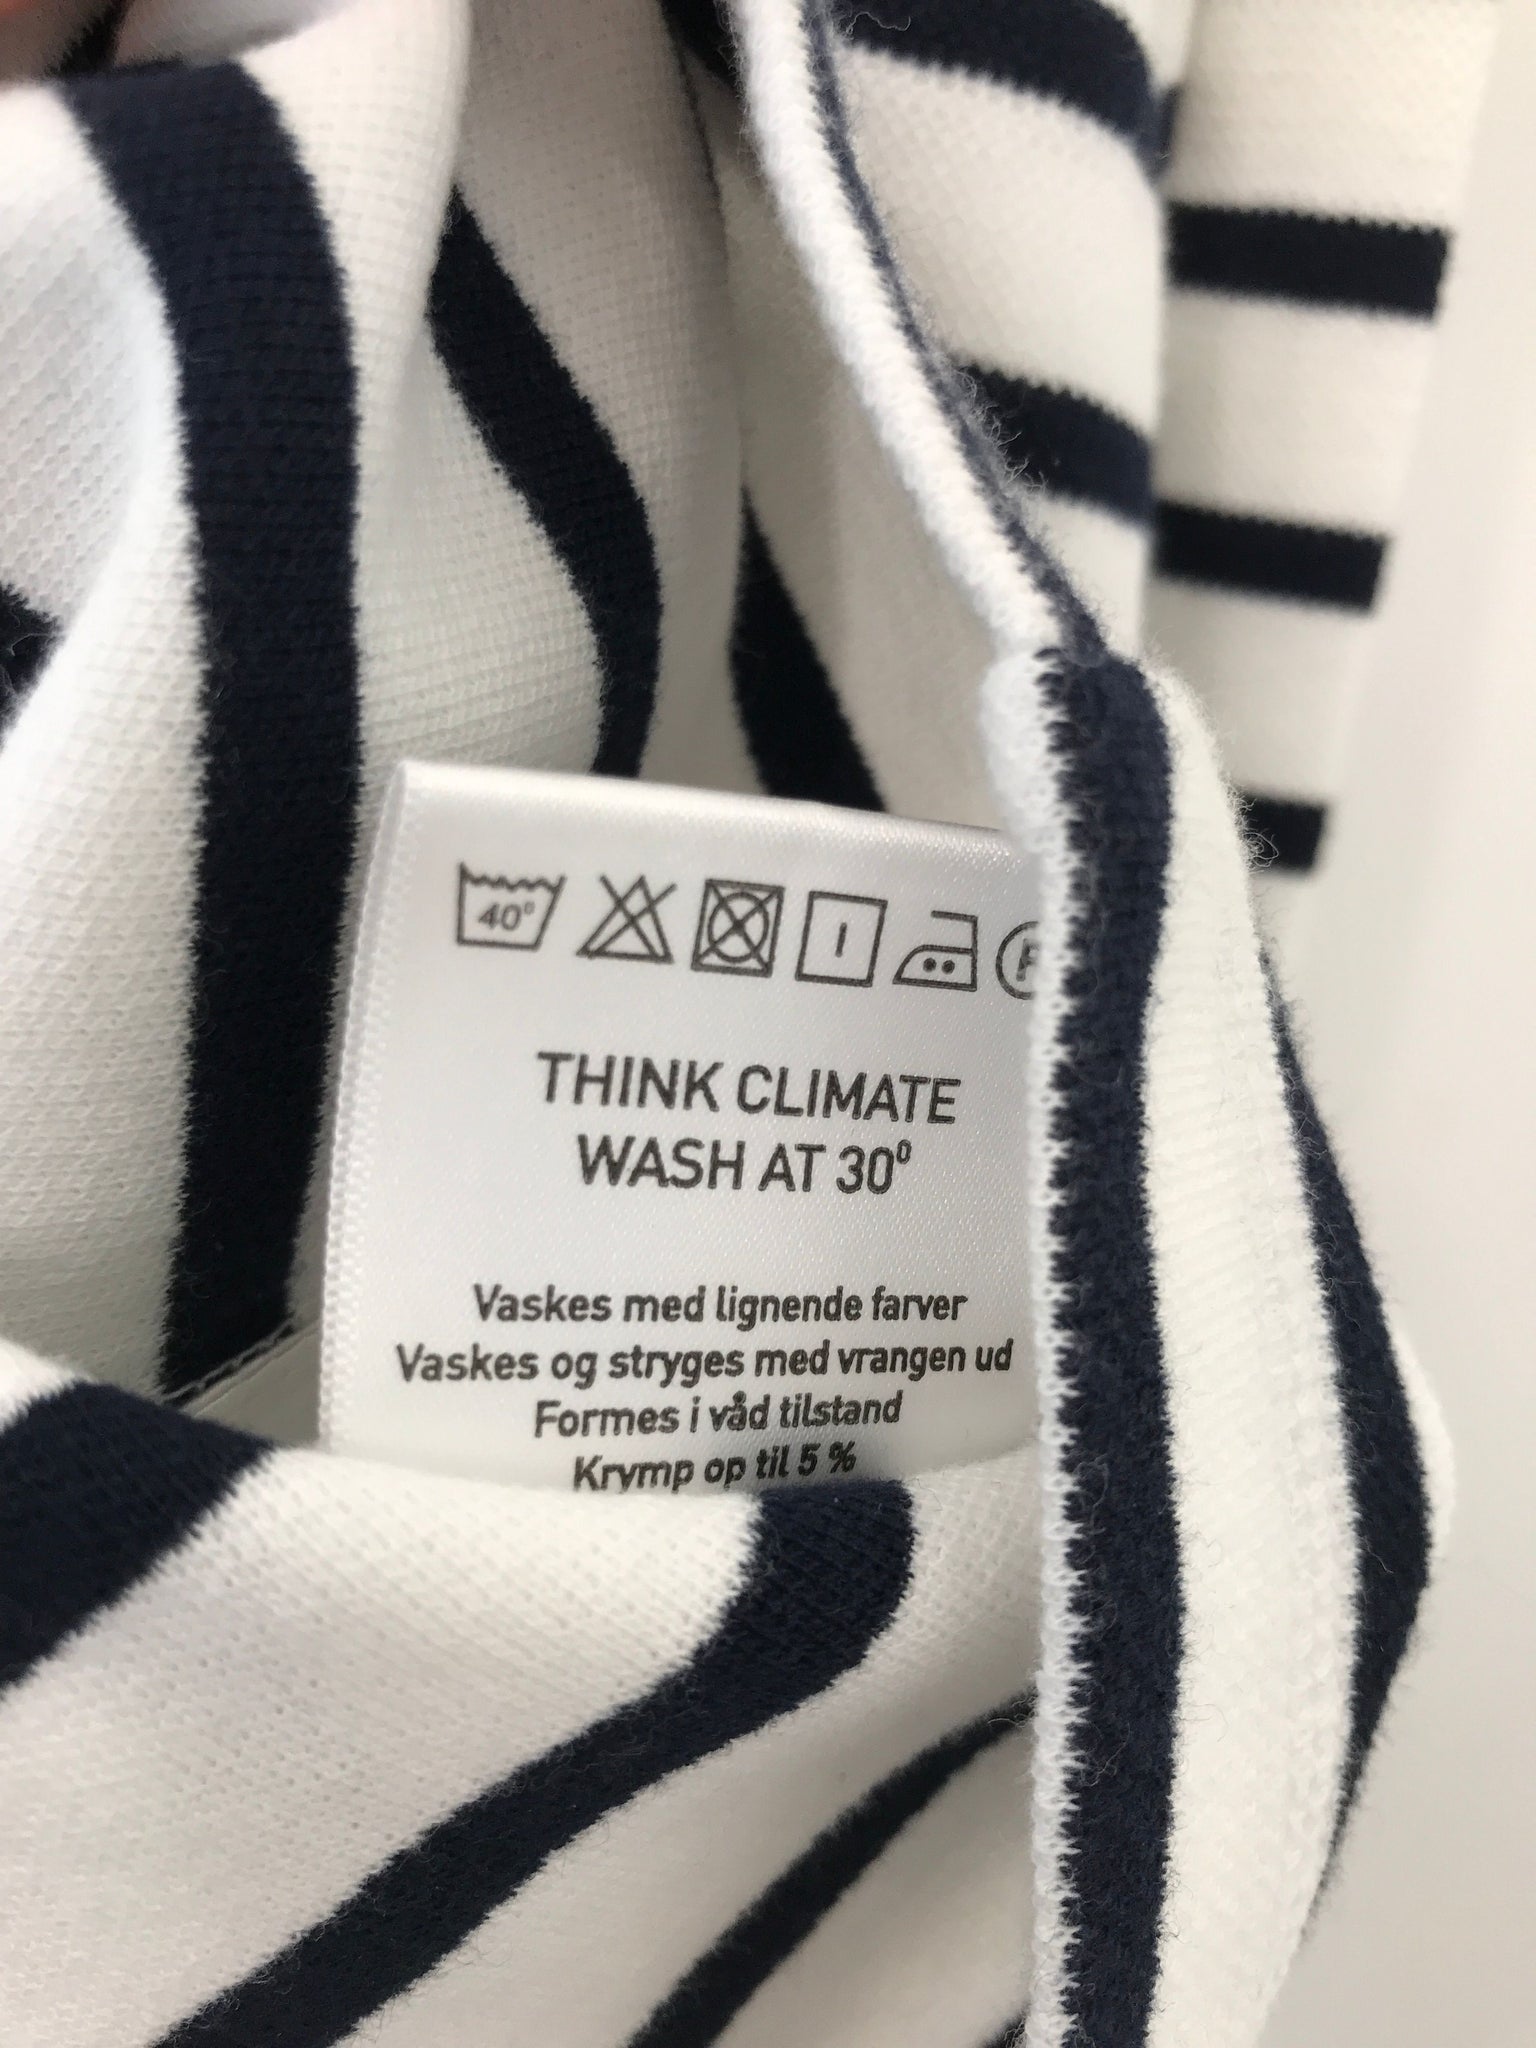 40°
P
THINK CLIMATE
WASH AT 30°
Vaskes med lignende farver
Vaskes og stryges med vrangen ud
Formes i våd tilstand
Krymp op til 5 %